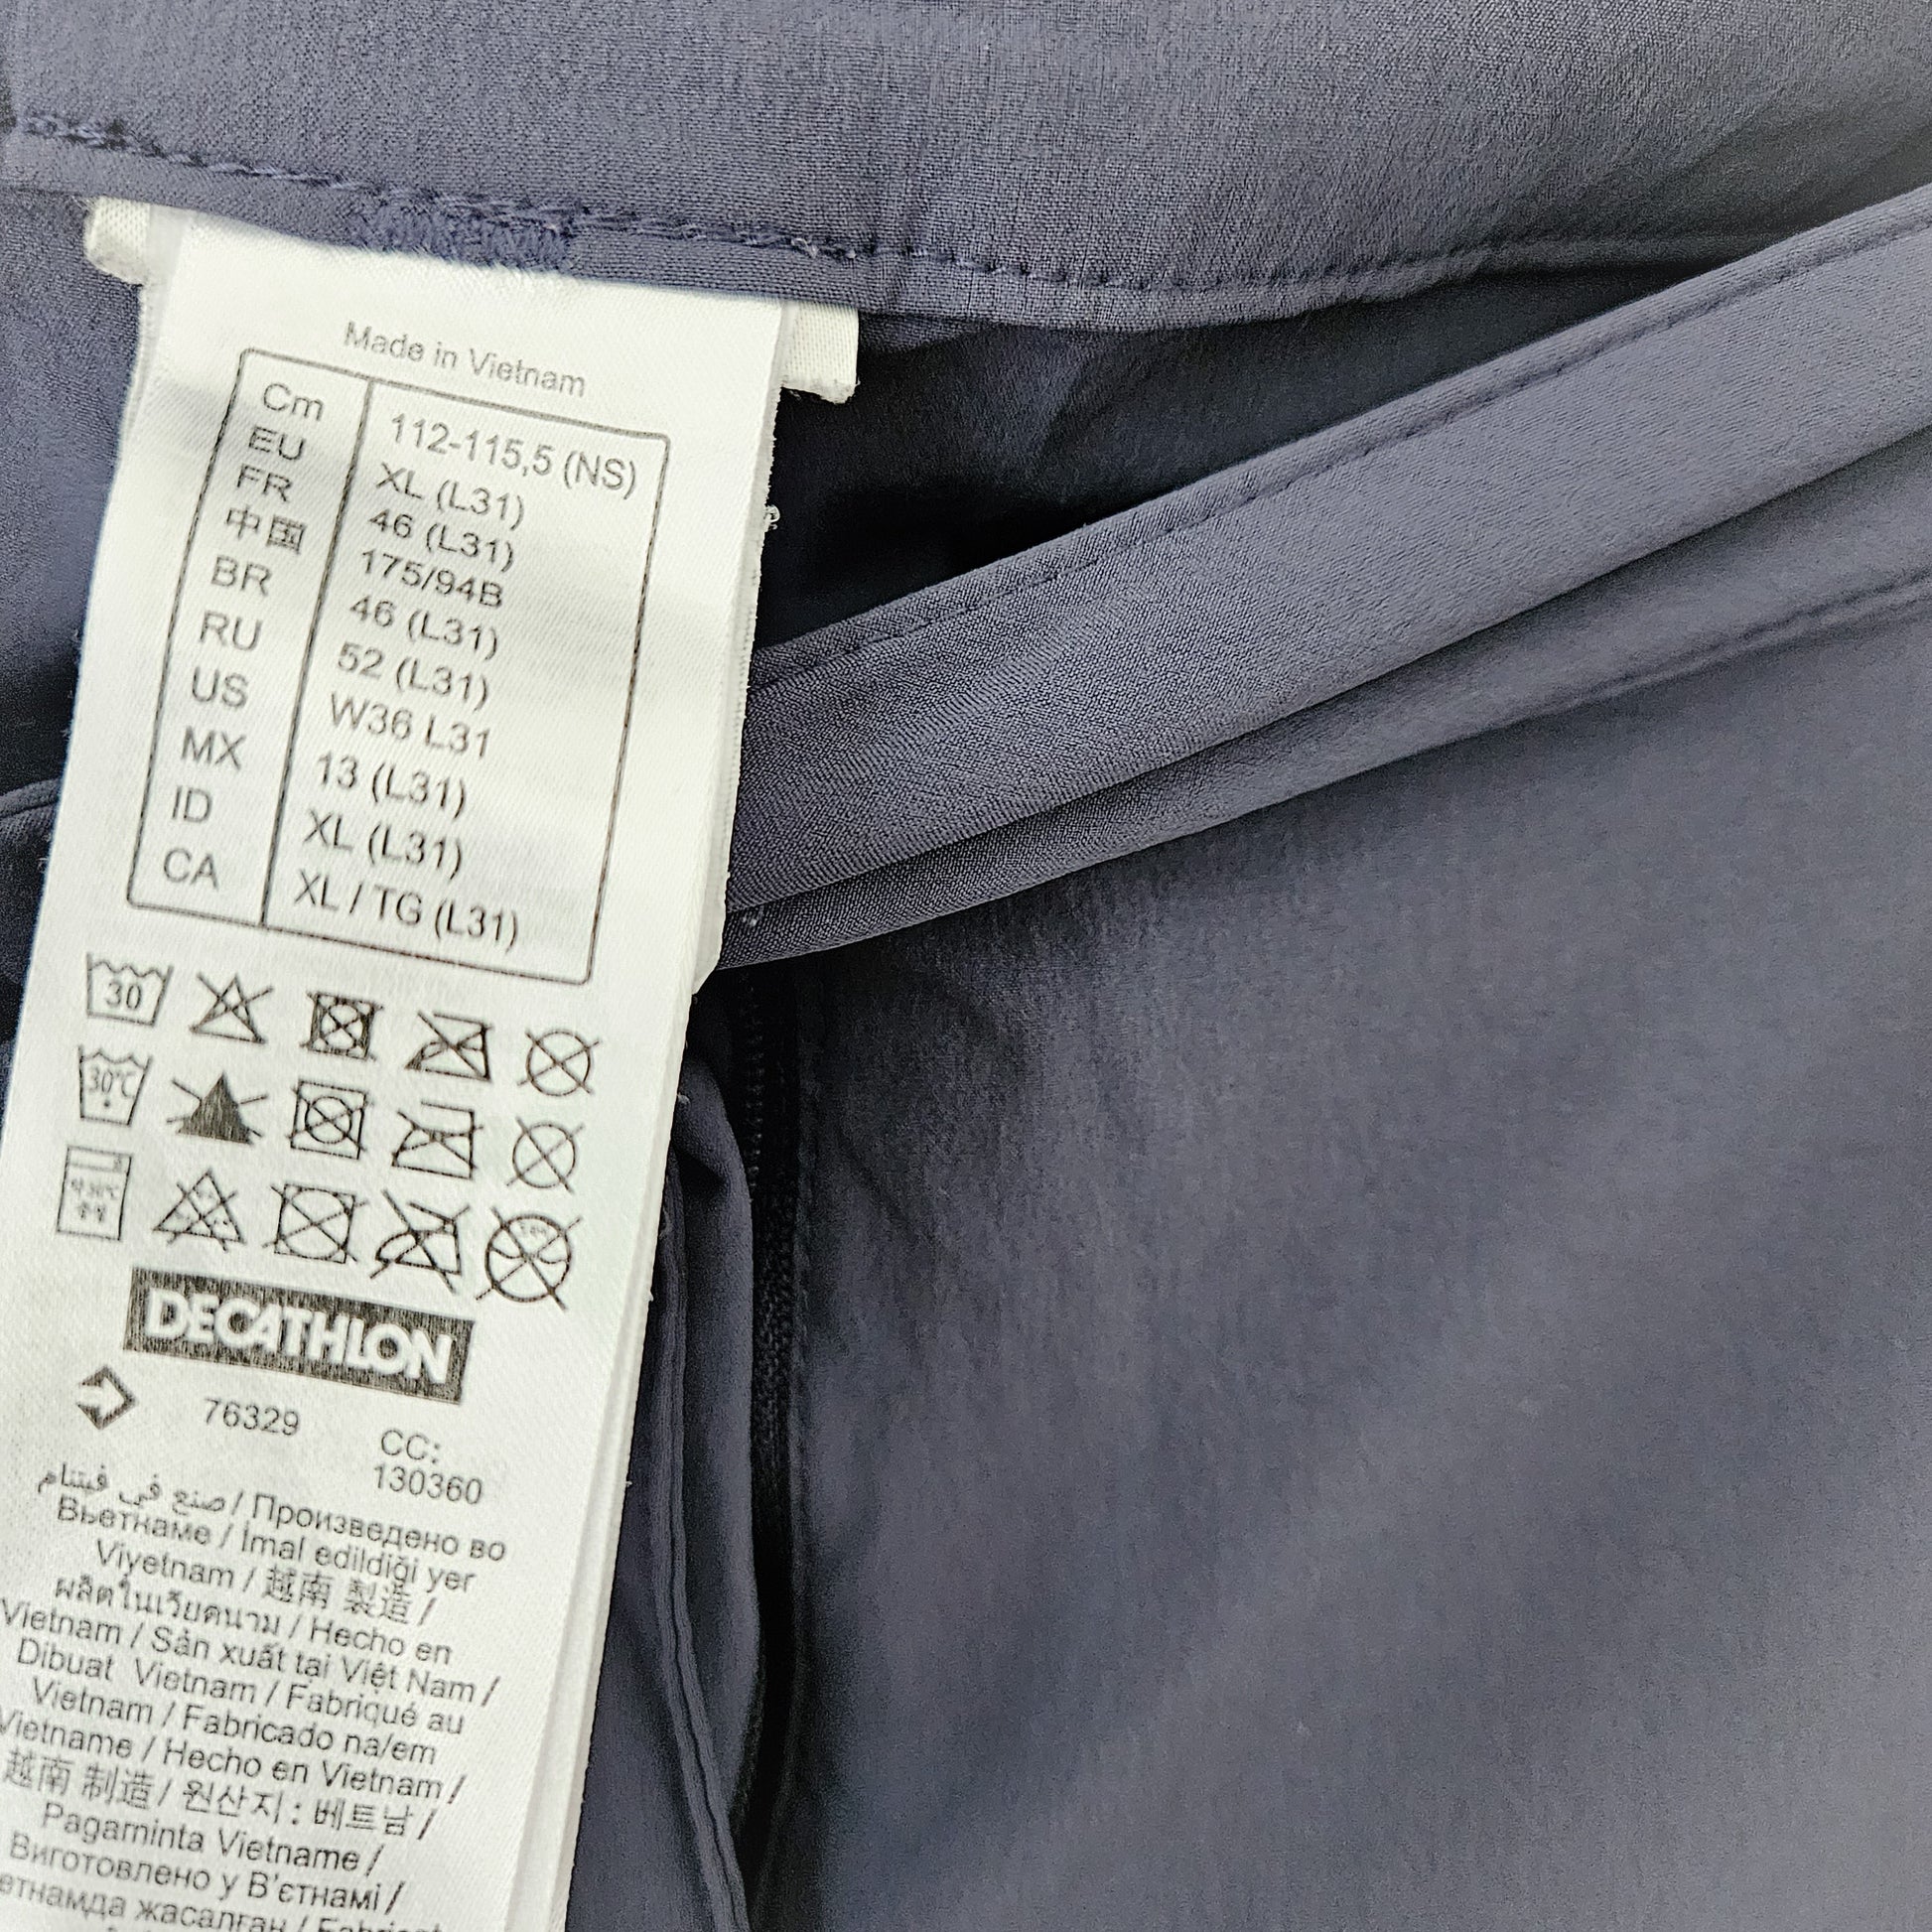 Made in Vietnam
Cm 112-115,5 (NS)
EU XL (L31)
FR 46 (L31)
中国 175/94B
BR 46 (L31)
RU 52 (L31)
US W36 L31
MX 13 (L31)
ID XL (L31)
CA XL / TG (L31)
30
30℃
DECATHLON
76329
CC:
130360
صنع في فيتنام / Произведено во
Вьетнаме / İmal edildiği yer
Viyetnam / 越南 製造 /
ผลิตในเวียดนาม / Hecho en
Vietnam / Sản xuất tại Việt Nam /
Dibuat Vietnam / Fabriqué au
Vietnam / Fabricado na/em
Vietname / Hecho en Vietnam /
越南 制造 / 원산지 : 베트남 /
Pagaminta Vietname /
Виготовлено у В'єтнамі /
жасалған /